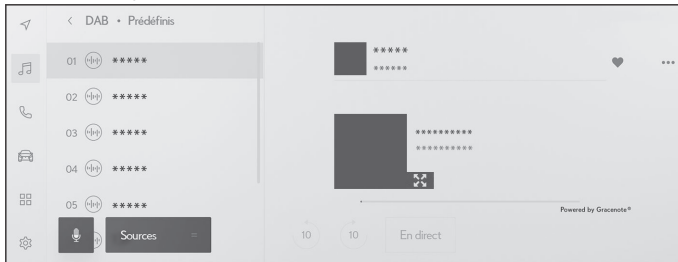 DAB • Prédéfinis
01 *****
02 *****
03 *****
04 *****
05 *****
Sources
*****
******
**********
**********
Powered by Gracenote®
10
10
En direct